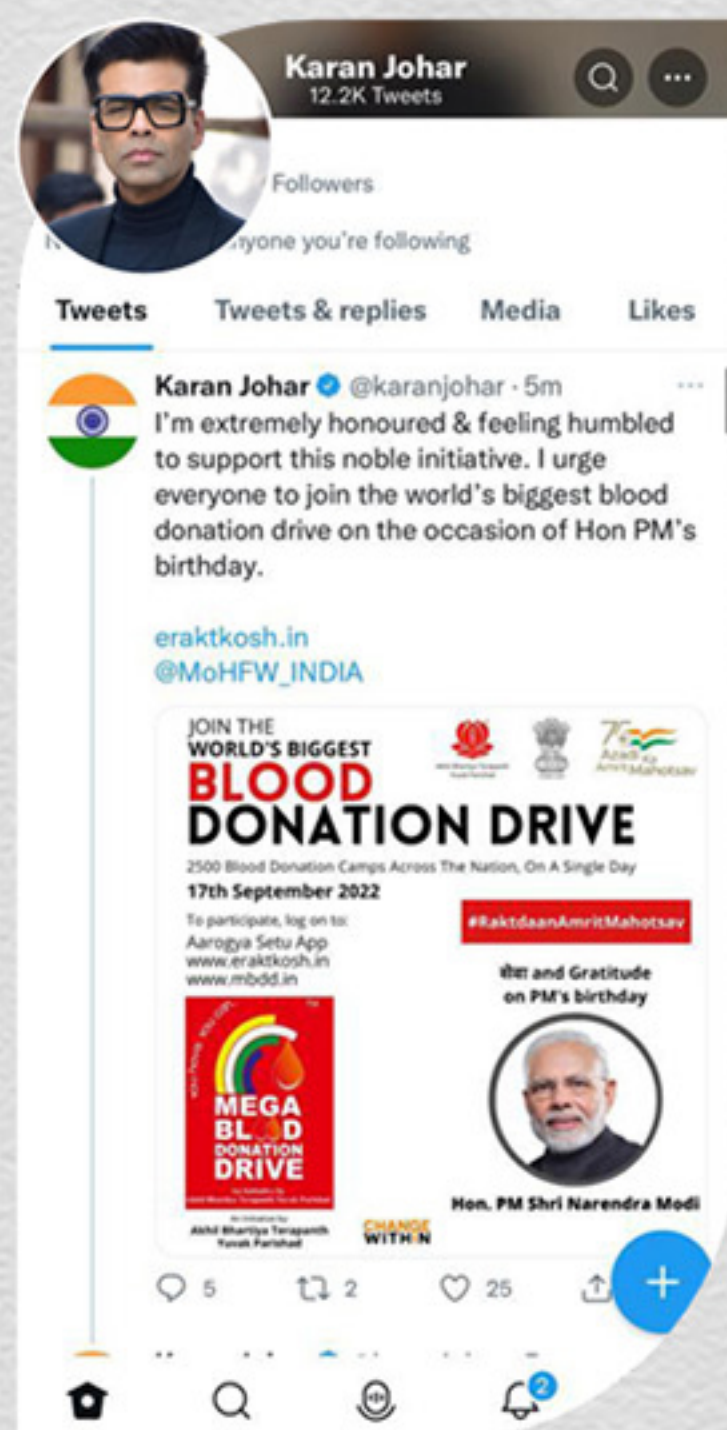 Karan Johar
12.2K Tweets
Followers
anyone you're following
Tweets
Tweets & replies
Media
Likes
Karan Johar @karanjohar · 5m
I'm extremely honoured & feeling humbled
to support this noble initiative. I urge
everyone to join the world's biggest blood
donation drive on the occasion of Hon PM's
birthday.
eraktkosh.in
@MoHFW_INDIA
JOIN THE
WORLD'S BIGGEST
BLOOD
DONATION DRIVE
Azadi Ka
Amrit Mahotsav
2500 Blood Donation Camps Across The Nation, On A Single Day
17th September 2022
To participate, log on to:
Aarogya Setu App
www.eraktkosh.in
www.mbdd.in
#RaktdaanAmritMahotsav
सेवा and Gratitude
on PM's birthday
MEGA
BLOOD
DONATION
DRIVE
Akhil Bhartiya Terapanth
Yuvak Parishad
CHANGE
WITHIN
Hon. PM Shri Narendra Modi
5
2
25
2